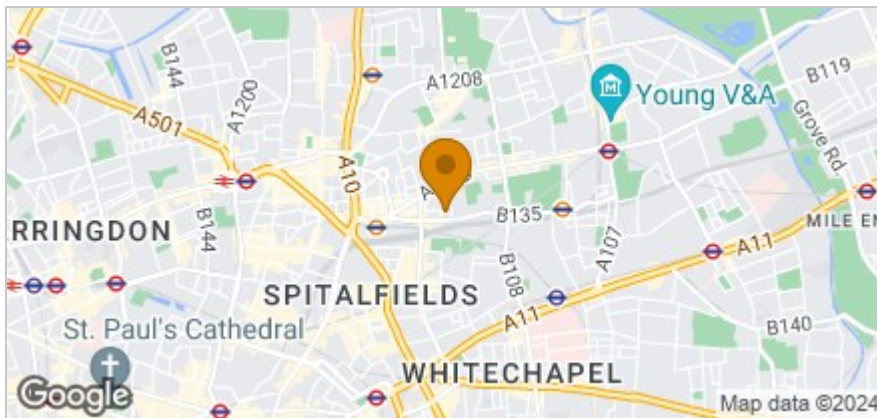 B144
A1200
A1208
B119
Young V&A
A501
A10
Grove Rd.
RRINGDON
B144
B135
A107
MILE EN
A11
B108
SPITALFIELDS
A11
St. Paul's Cathedral
B140
WHITECHAPEL
Google
Map data ©2024